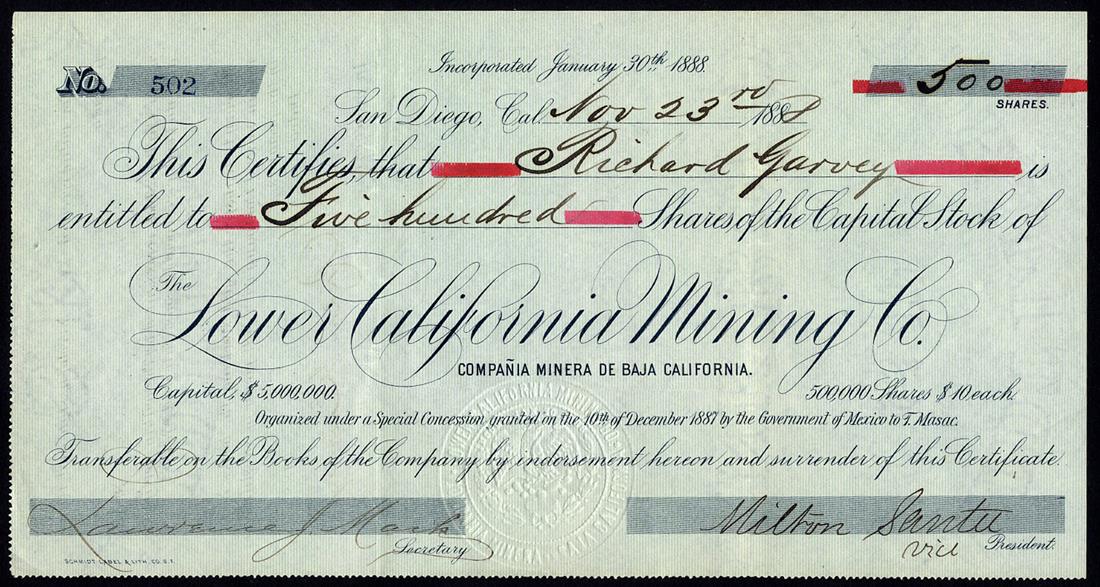 Incorporated January 30th 1888.
No. 502
500
SHARES.
San Diego, Cal. Nov 23rd 1888
This Certifies, that Richard Garvey is
entitled to Five hundred Shares of the Capital Stock of
The
Lower California Mining Co.
COMPAÑIA MINERA DE BAJA CALIFORNIA.
Capital, $5,000,000. 500,000 Shares $10 each.
Organized under a Special Concession granted on the 10th of December 1887 by the Government of Mexico to T. Masac.
Transferable on the Books of the Company by indorsement hereon and surrender of this Certificate.
Lawrence J. Mack Milton Santee
Secretary vice President.
SCHMIDT LABEL & LITH. CO. S.F.